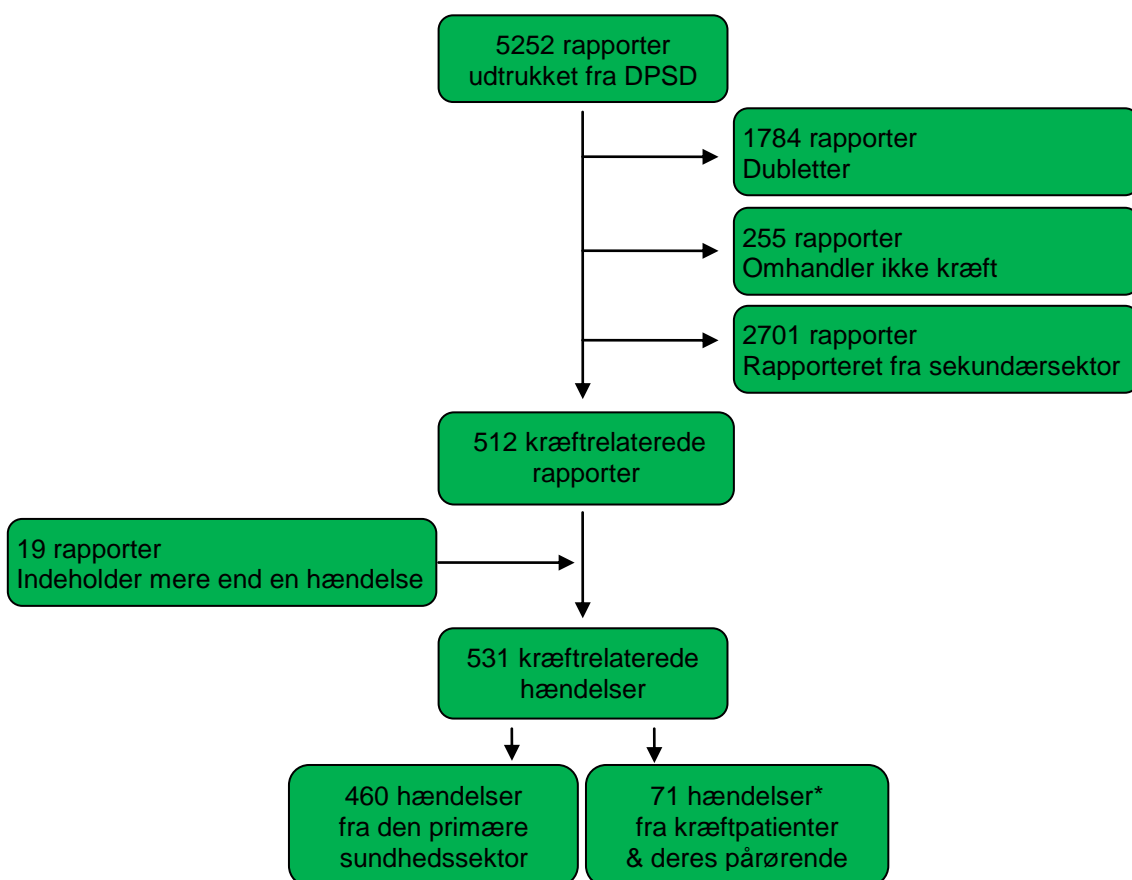 5252 rapporter
udtrukket fra DPSD
1784 rapporter
Dubletter
255 rapporter
Omhandler ikke kræft
2701 rapporter
Rapporteret fra sekundærsektor
512 kræftrelaterede
rapporter
19 rapporter
Indeholder mere end en hændelse
531 kræftrelaterede
hændelser
460 hændelser
fra den primære
sundhedssektor
71 hændelser*
fra kræftpatienter
& deres pårørende